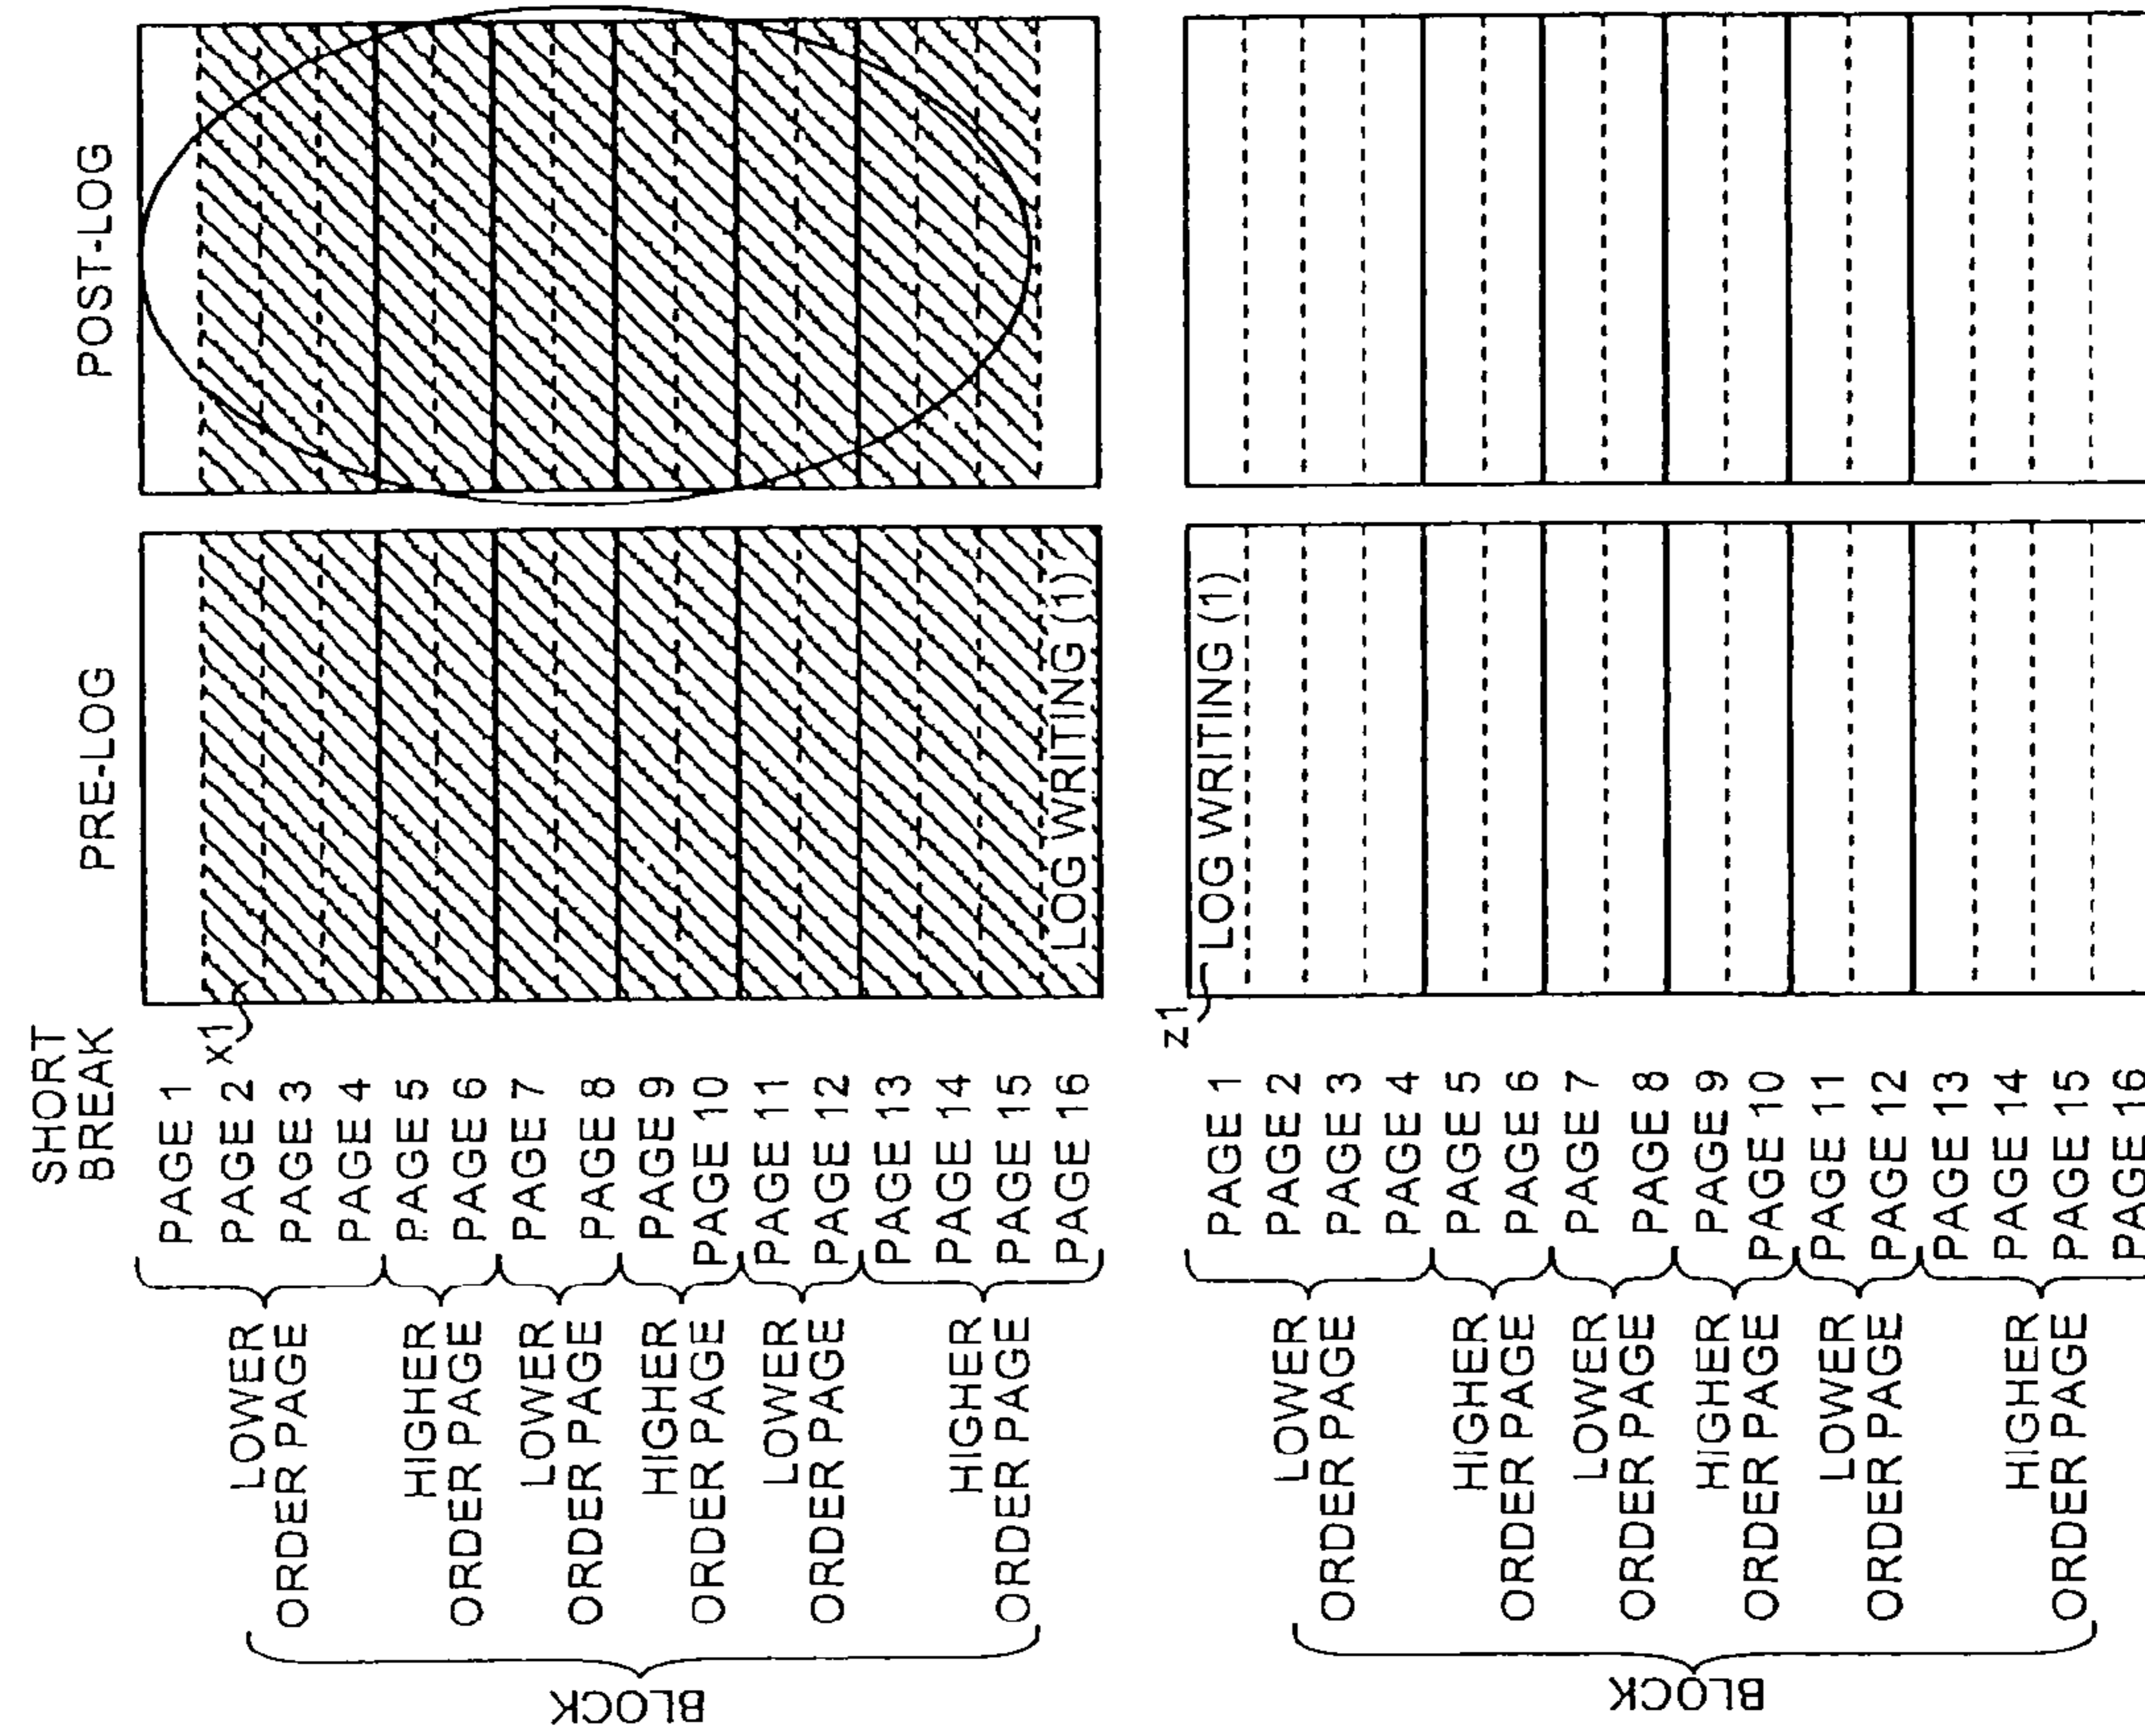 SHORT
BREAK
PRE-LOG
POST-LOG
BLOCK
LOWER
ORDER PAGE
HIGHER
ORDER PAGE
LOWER
ORDER PAGE
HIGHER
ORDER PAGE
LOWER
ORDER PAGE
HIGHER
ORDER PAGE
PAGE 1
PAGE 2
PAGE 3
PAGE 4
PAGE 5
PAGE 6
PAGE 7
PAGE 8
PAGE 9
PAGE 10
PAGE 11
PAGE 12
PAGE 13
PAGE 14
PAGE 15
PAGE 16
x1
LOG WRITING (1)
BLOCK
LOWER
ORDER PAGE
HIGHER
ORDER PAGE
LOWER
ORDER PAGE
HIGHER
ORDER PAGE
LOWER
ORDER PAGE
HIGHER
ORDER PAGE
PAGE 1
PAGE 2
PAGE 3
PAGE 4
PAGE 5
PAGE 6
PAGE 7
PAGE 8
PAGE 9
PAGE 10
PAGE 11
PAGE 12
PAGE 13
PAGE 14
PAGE 15
PAGE 16
z1
LOG WRITING (1)